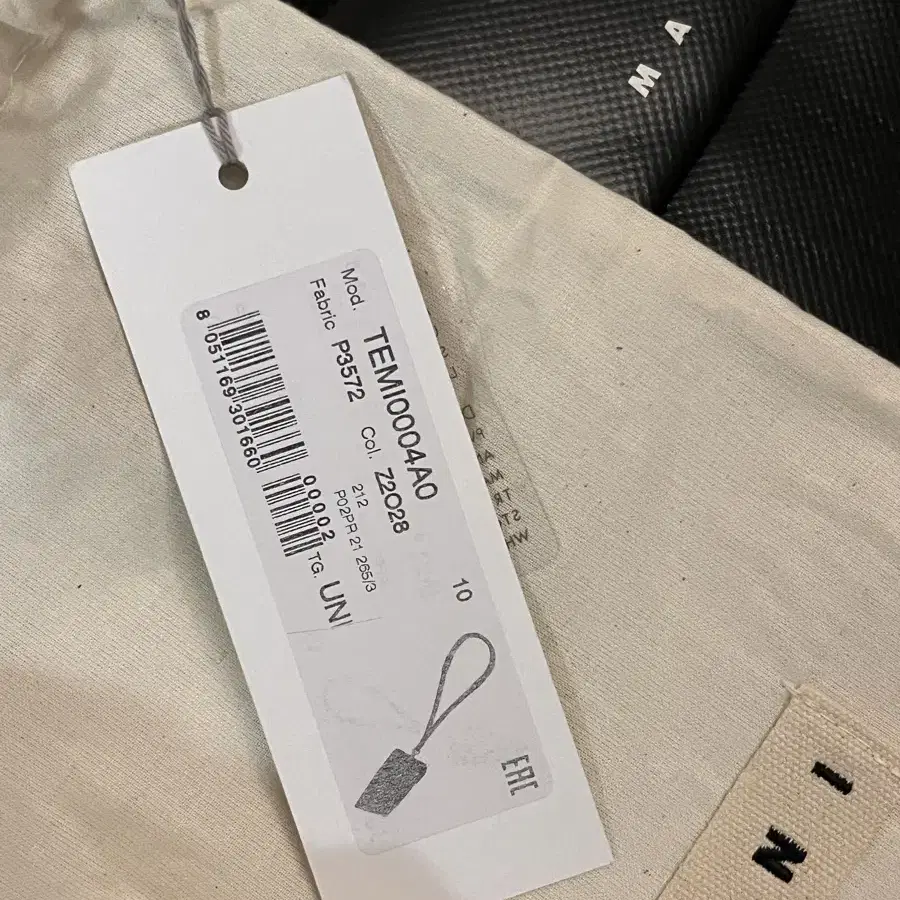 M A
Mod. TEMI0004A0
Fabric P3572 Col. Z2O28
212
P02PR 21 265/3
10
8 051169 301660
00002
TG. UNI
EAC
N I